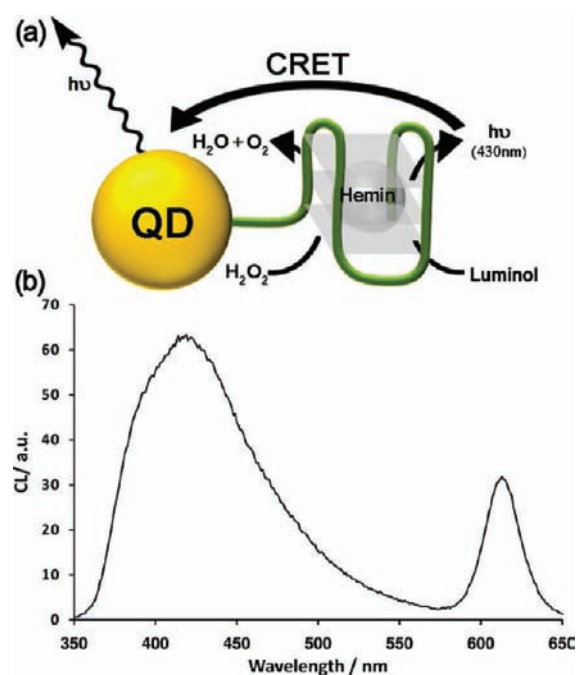 (a)
hυ
CRET
H₂O + O₂
hυ
(430nm)
Hemin
QD
H₂O₂
Luminol
(b)
70
60
50
40
30
20
10
0
CL/ a.u.
350 400 450 500 550 600 650
Wavelength / nm